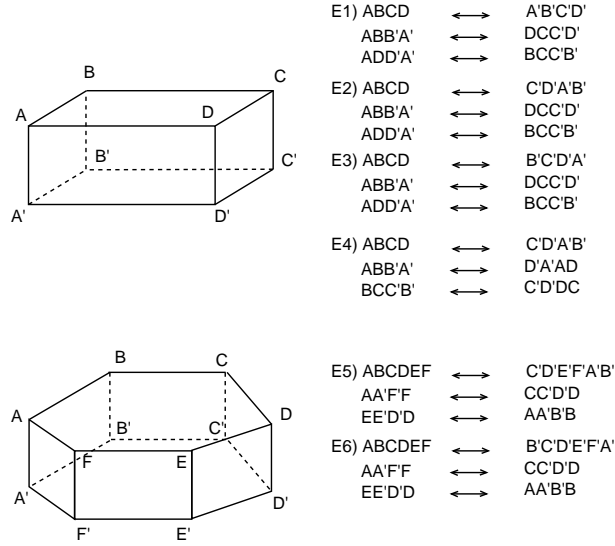 E1) ABCD A'B'C'D'
ABB'A' DCC'D'
ADD'A' BCC'B'
E2) ABCD C'D'A'B'
ABB'A' DCC'D'
ADD'A' BCC'B'
E3) ABCD B'C'D'A'
ABB'A' DCC'D'
ADD'A' BCC'B'
E4) ABCD C'D'A'B'
ABB'A' D'A'AD
BCC'B' C'D'DC
B C
A D
B' C'
A' D'
E5) ABCDEF C'D'E'F'A'B'
AA'F'F CC'D'D
EE'D'D AA'B'B
E6) ABCDEF B'C'D'E'F'A'
AA'F'F CC'D'D
EE'D'D AA'B'B
B C
A D
B' C'
F E
A' D'
F' E'